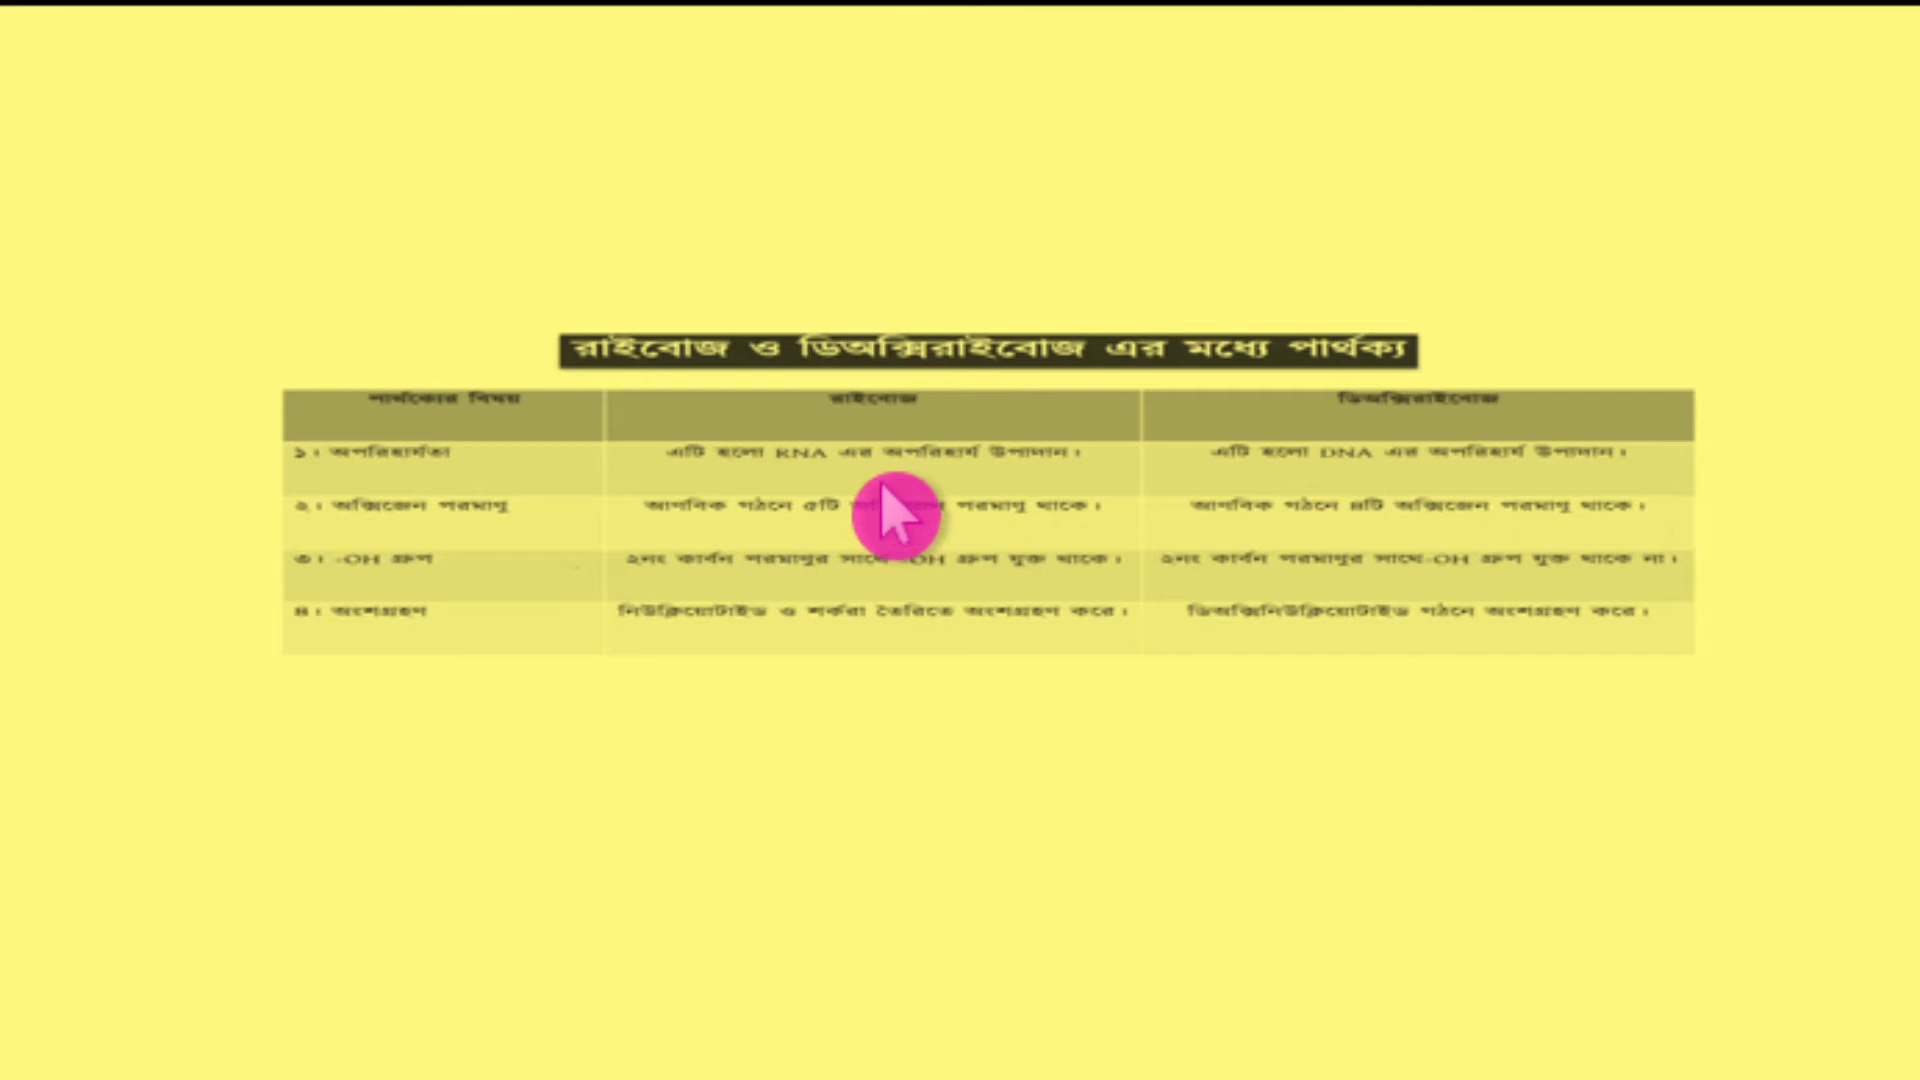 রাইবোজ ও ডিঅক্সিরাইবোজ এর মধ্যে পার্থক্য
পার্থক্যের বিষয় রাইবোজ ডিঅক্সিরাইবোজ
১। অপরিহার্যতা এটি হলো RNA এর অপরিহার্য উপাদান। এটি হলো DNA এর অপরিহার্য উপাদান।
২। অক্সিজেন পরমাণু আণবিক গঠনে ৫টি পরমাণু থাকে। আণবিক গঠনে ৪টি অক্সিজেন পরমাণু থাকে।
৩। -OH গ্রুপ ২নং কার্বন পরমাণুর সাথে -OH গ্রুপ যুক্ত থাকে। ২নং কার্বন পরমাণুর সাথে-OH গ্রুপ যুক্ত থাকে না।
৪। অংশগ্রহণ নিউক্লিয়োটাইড ও শর্করা তৈরিতে অংশগ্রহণ করে। ডিঅক্সিনিউক্লিয়োটাইড গঠনে অংশগ্রহণ করে।